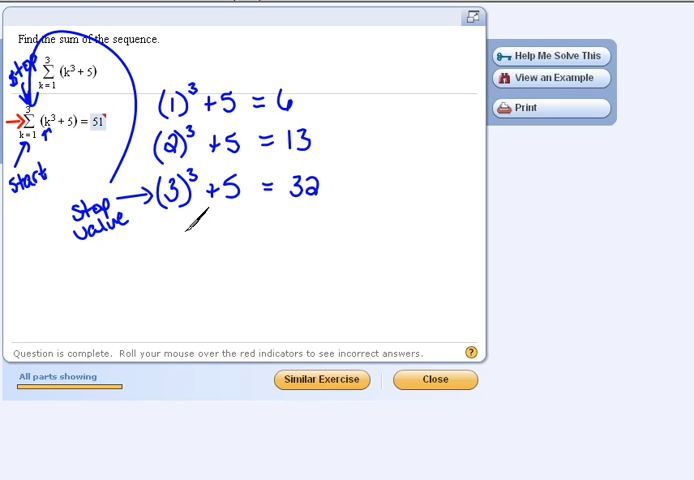 Find the sum of the sequence.
3
∑ (k³ + 5)
k = 1
stop
3
∑ (k³ + 5) = 51
k = 1
start
(1)³ + 5 = 6
(2)³ + 5 = 13
(3)³ + 5 = 32
stop
value
Question is complete. Roll your mouse over the red indicators to see incorrect answers.
?
All parts showing
Similar Exercise
Close
Help Me Solve This
View an Example
Print